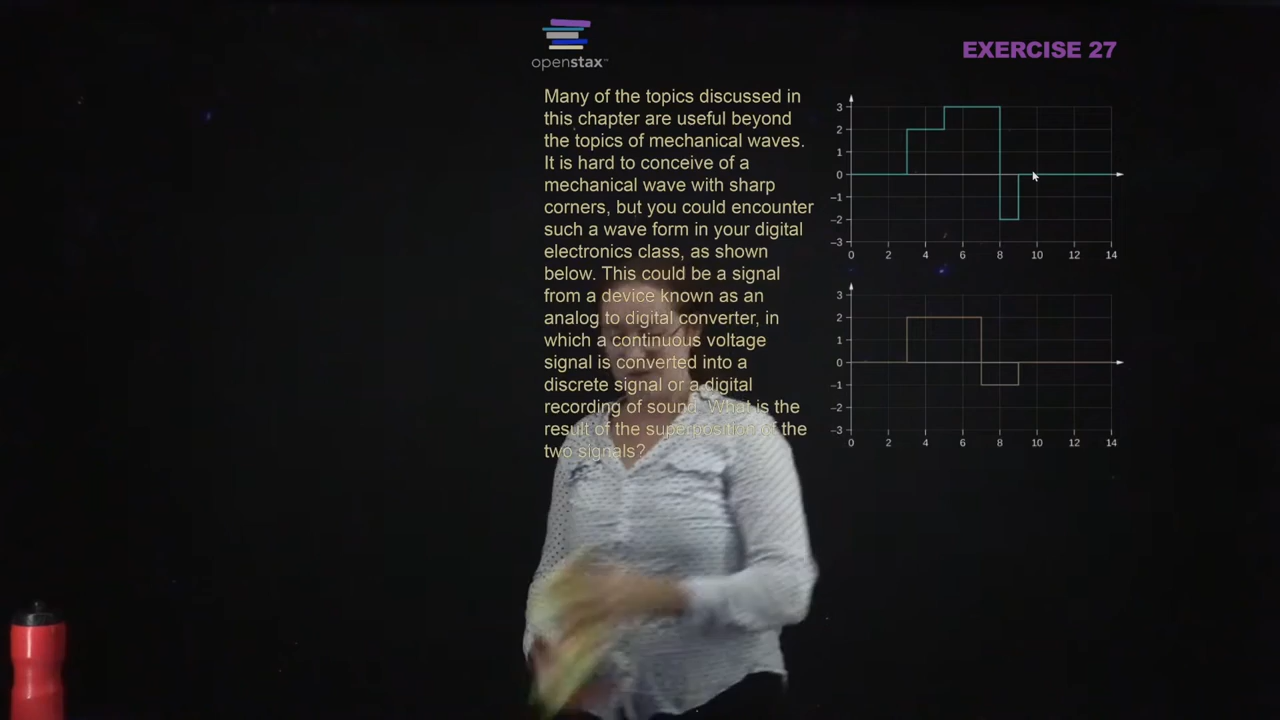 openstax™
EXERCISE 27
Many of the topics discussed in
this chapter are useful beyond
the topics of mechanical waves.
It is hard to conceive of a
mechanical wave with sharp
corners, but you could encounter
such a wave form in your digital
electronics class, as shown
below. This could be a signal
from a device known as an
analog to digital converter, in
which a continuous voltage
signal is converted into a
discrete signal or a digital
recording of sound. What is the
result of the superposition of the
two signals?
3
2
1
0
–1
–2
–3
0 2 4 6 8 10 12 14
3
2
1
0
–1
–2
–3
0 2 4 6 8 10 12 14